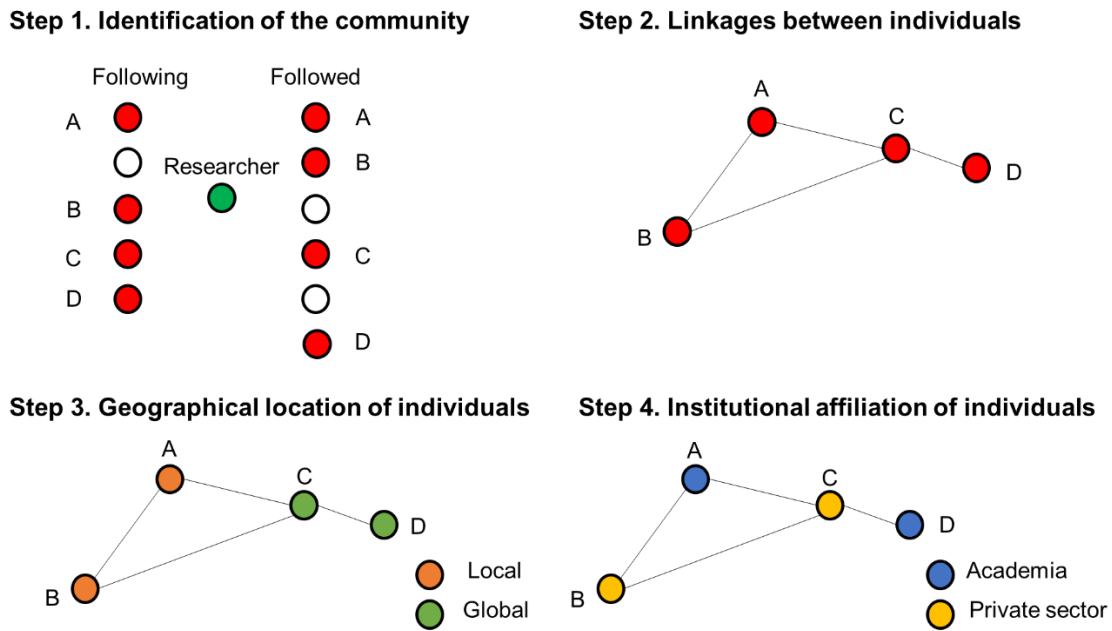 Step 1. Identification of the community
Following
Followed
A
A
Researcher
B
B
C
C
D
D
Step 2. Linkages between individuals
A
C
D
B
Step 3. Geographical location of individuals
A
C
D
B
Local
Global
Step 4. Institutional affiliation of individuals
A
C
D
B
Academia
Private sector